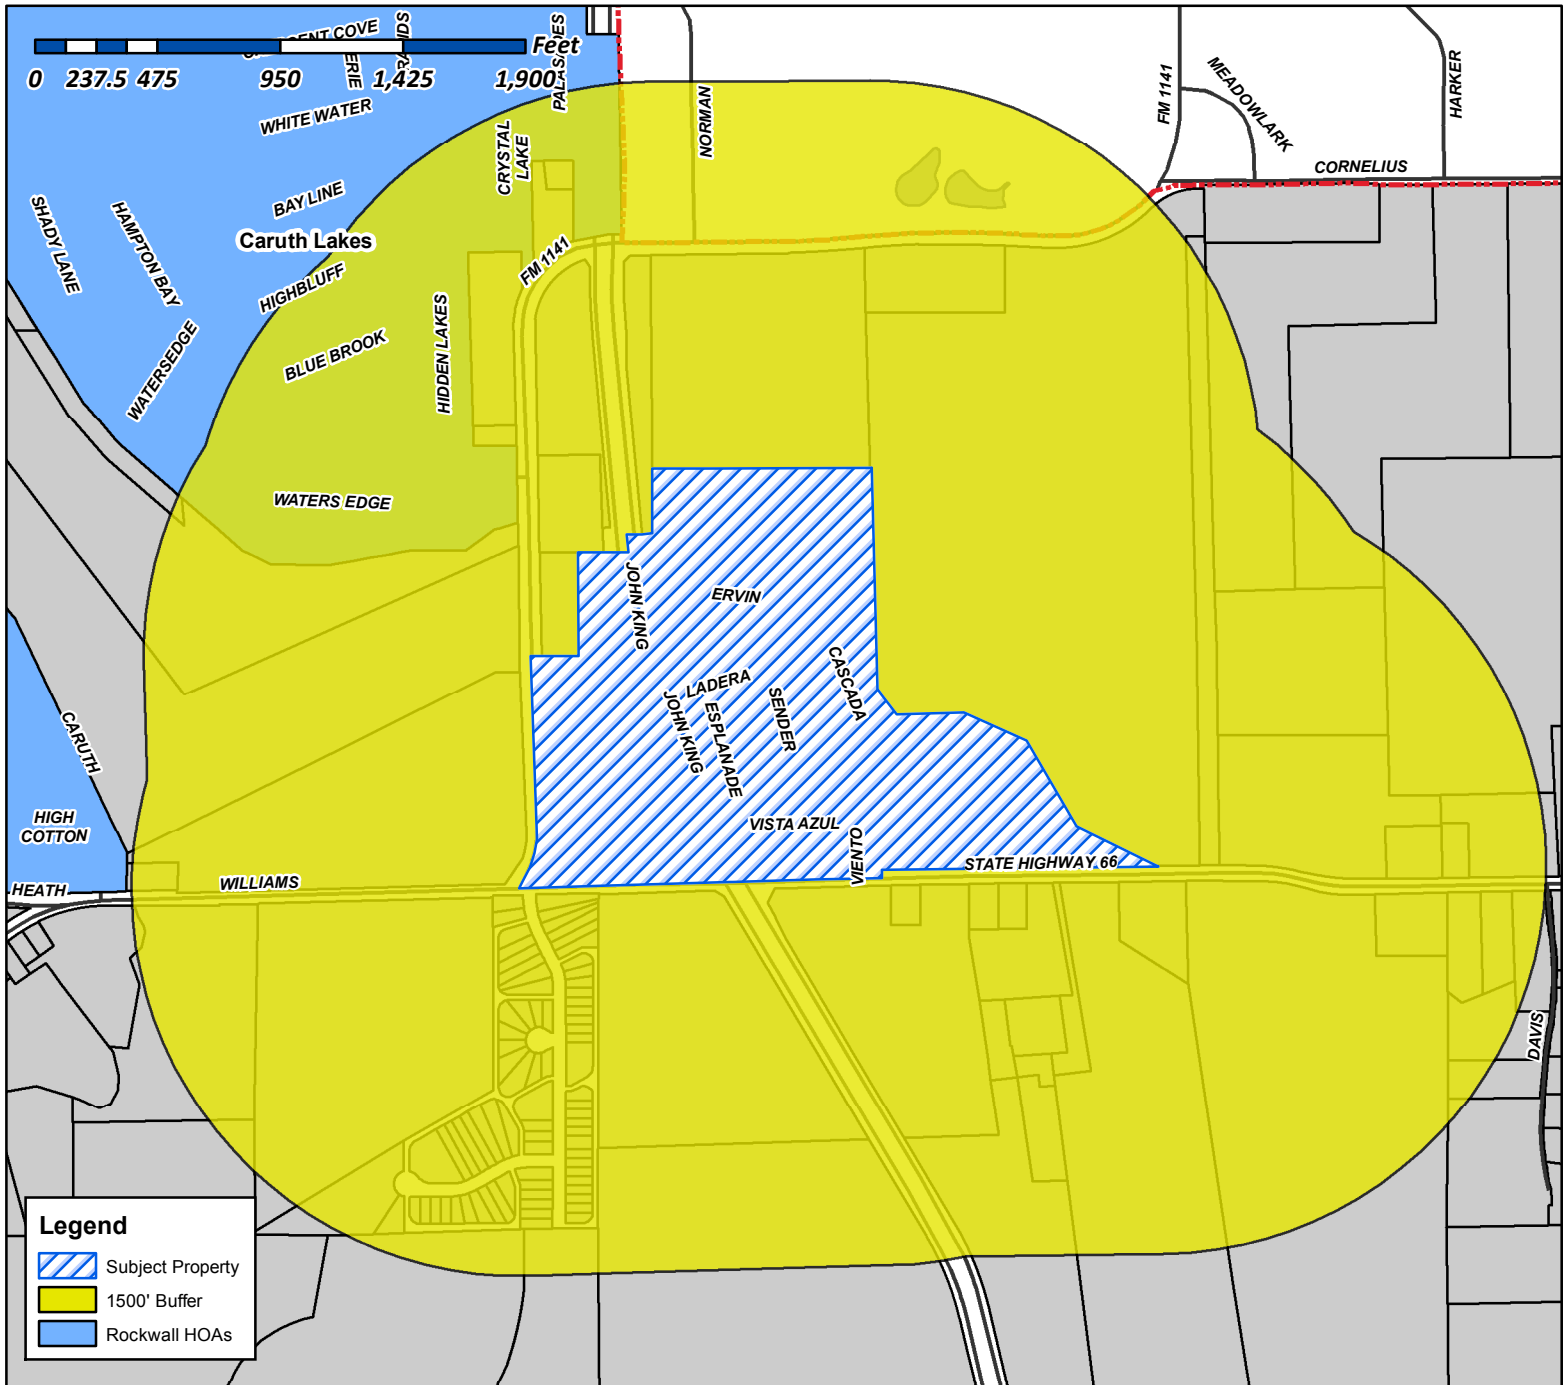 Feet
0 237.5 475 950 1,425 1,900
COVE
ERIE
PALASADES
WHITE WATER
CRYSTAL
LAKE
NORMAN
FM 1141
MEADOWLARK
HARKER
CORNELIUS
BAY LINE
SHADY LANE
HAMPTON BAY
Caruth Lakes
HIGHBLUFF
FM 1141
WATERSEDGE
BLUE BROOK
HIDDEN LAKES
WATERS EDGE
JOHN KING
ERVIN
CASCADA
LADERA
JOHN KING
ESPLANADE
SENDER
CARUTH
HIGH
COTTON
VISTA AZUL
VIENTO
STATE HIGHWAY 66
HEATH
WILLIAMS
DAVIS
Legend
Subject Property
1500' Buffer
Rockwall HOAs